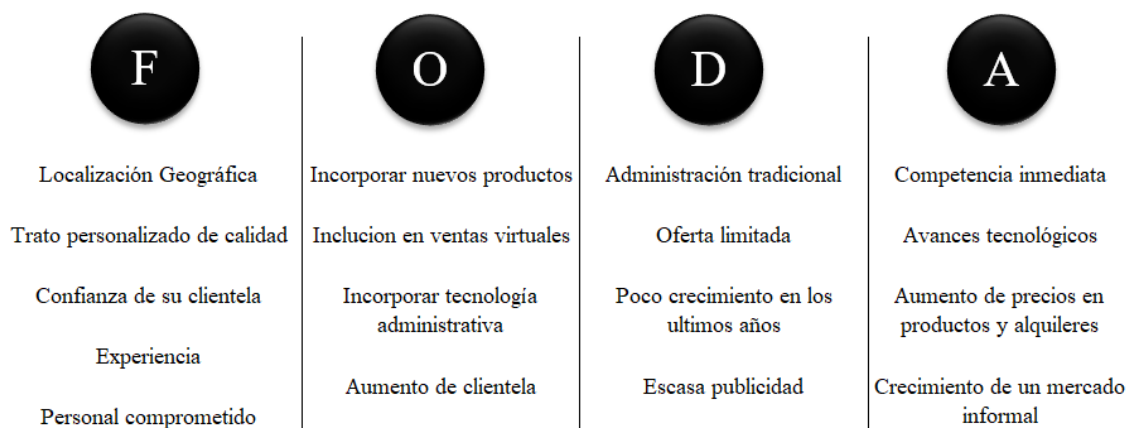 F
Localización Geográfica
Trato personalizado de calidad
Confianza de su clientela
Experiencia
Personal comprometido
O
Incorporar nuevos productos
Inclucion en ventas virtuales
Incorporar tecnología
administrativa
Aumento de clientela
D
Administración tradicional
Oferta limitada
Poco crecimiento en los
ultimos años
Escasa publicidad
A
Competencia inmediata
Avances tecnológicos
Aumento de precios en
productos y alquileres
Crecimiento de un mercado
informal